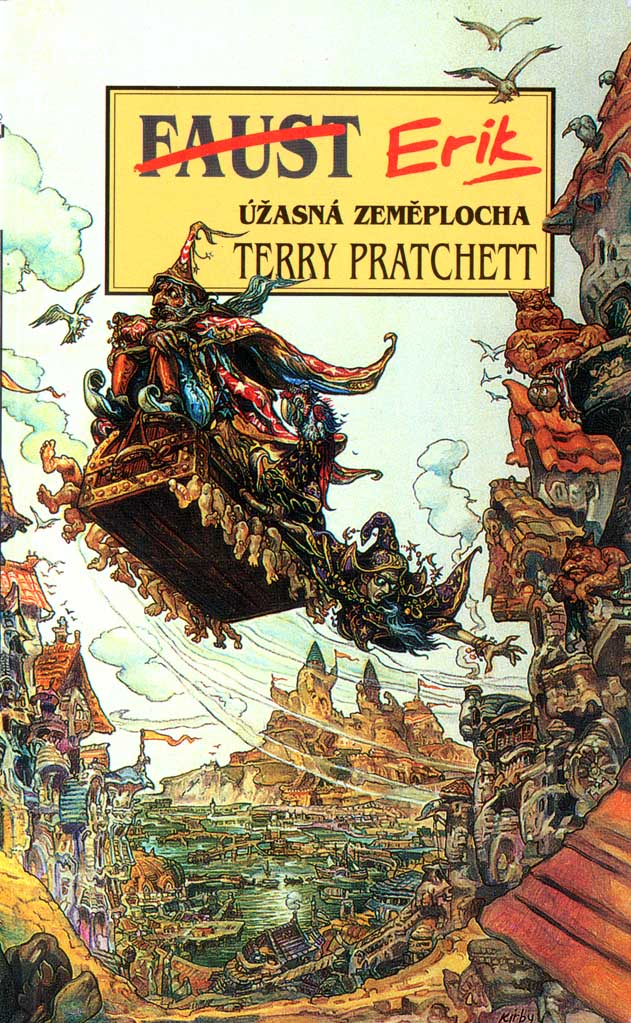 FAUST Erik
ÚŽASNÁ ZEMĚPLOCHA
TERRY PRATCHETT
Kirby